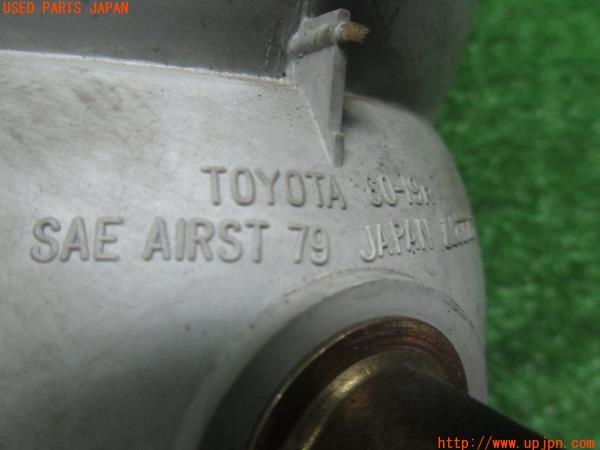 USED PARTS JAPAN
TOYOTA
SAE AIRST 79 JAPAN
http://www.upjpn.com